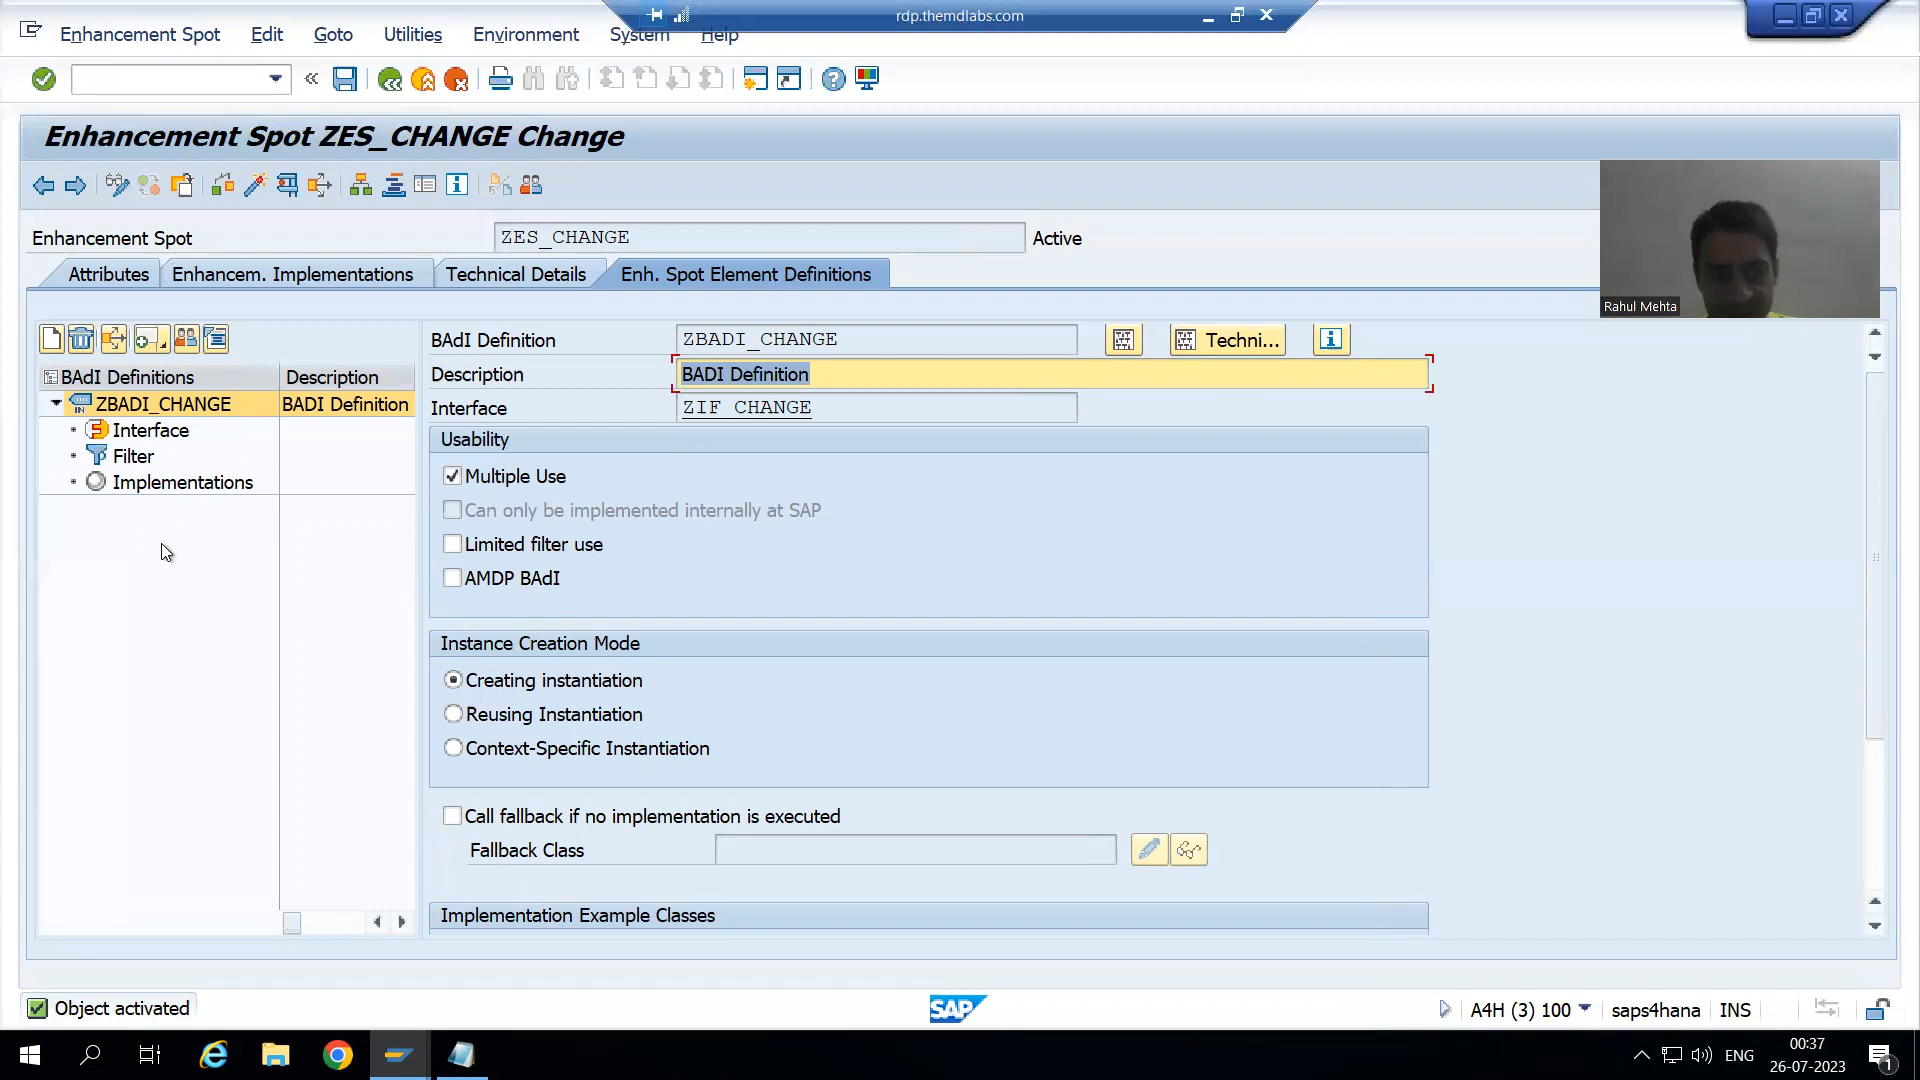 rdp.themdlabs.com
Enhancement Spot Edit Goto Utilities Environment System Help
Enhancement Spot ZES_CHANGE Change
Enhancement Spot ZES_CHANGE Active
Attributes Enhancem. Implementations Technical Details Enh. Spot Element Definitions
Rahul Mehta
BAdI Definition ZBADI_CHANGE Techni...
Description BADI Definition
Interface ZIF_CHANGE
BAdI Definitions Description
ZBADI_CHANGE BADI Definition
Interface
Filter
Implementations
Usability
Multiple Use
Can only be implemented internally at SAP
Limited filter use
AMDP BAdI
Instance Creation Mode
Creating instantiation
Reusing Instantiation
Context-Specific Instantiation
Call fallback if no implementation is executed
Fallback Class
Implementation Example Classes
Object activated SAP A4H (3) 100 saps4hana INS
ENG 00:37
26-07-2023 1